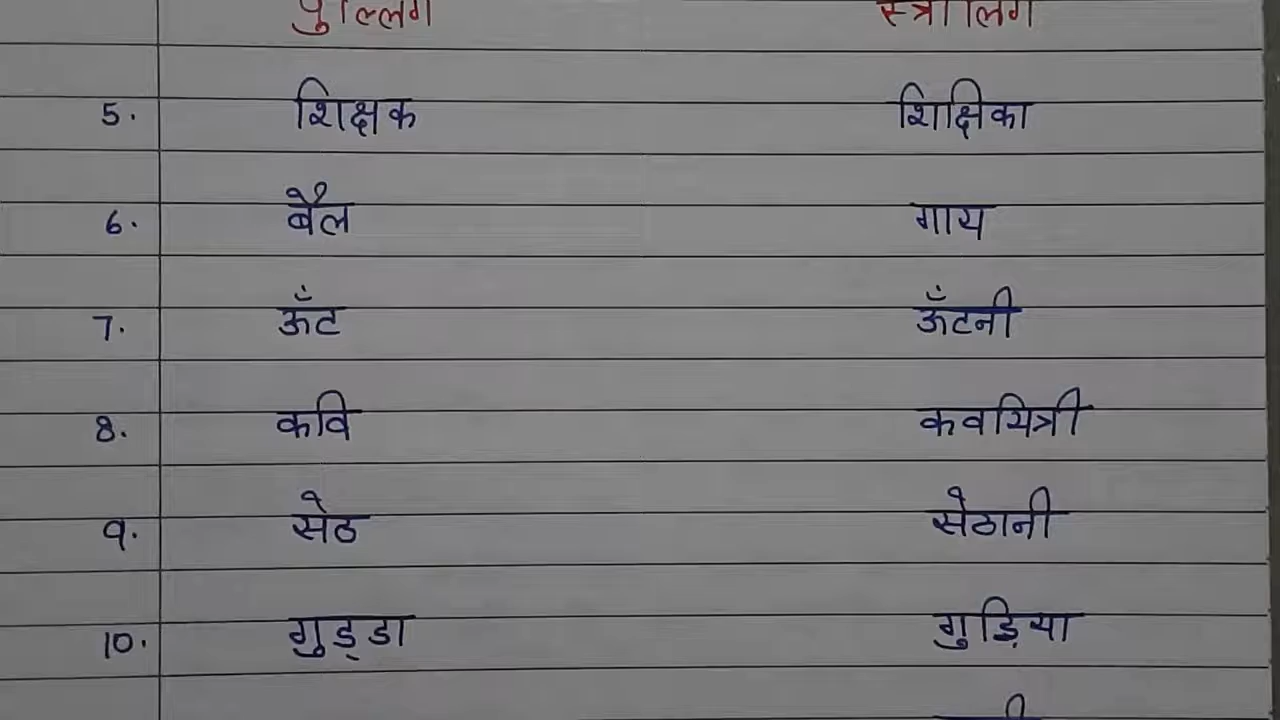 पुल्लिंग स्त्रीलिंग
5. शिक्षक शिक्षिका
6. बैल गाय
7. ऊँट ऊँटनी
8. कवि कवयित्री
9. सेठ सेठानी
10. गुड्डा गुड़िया